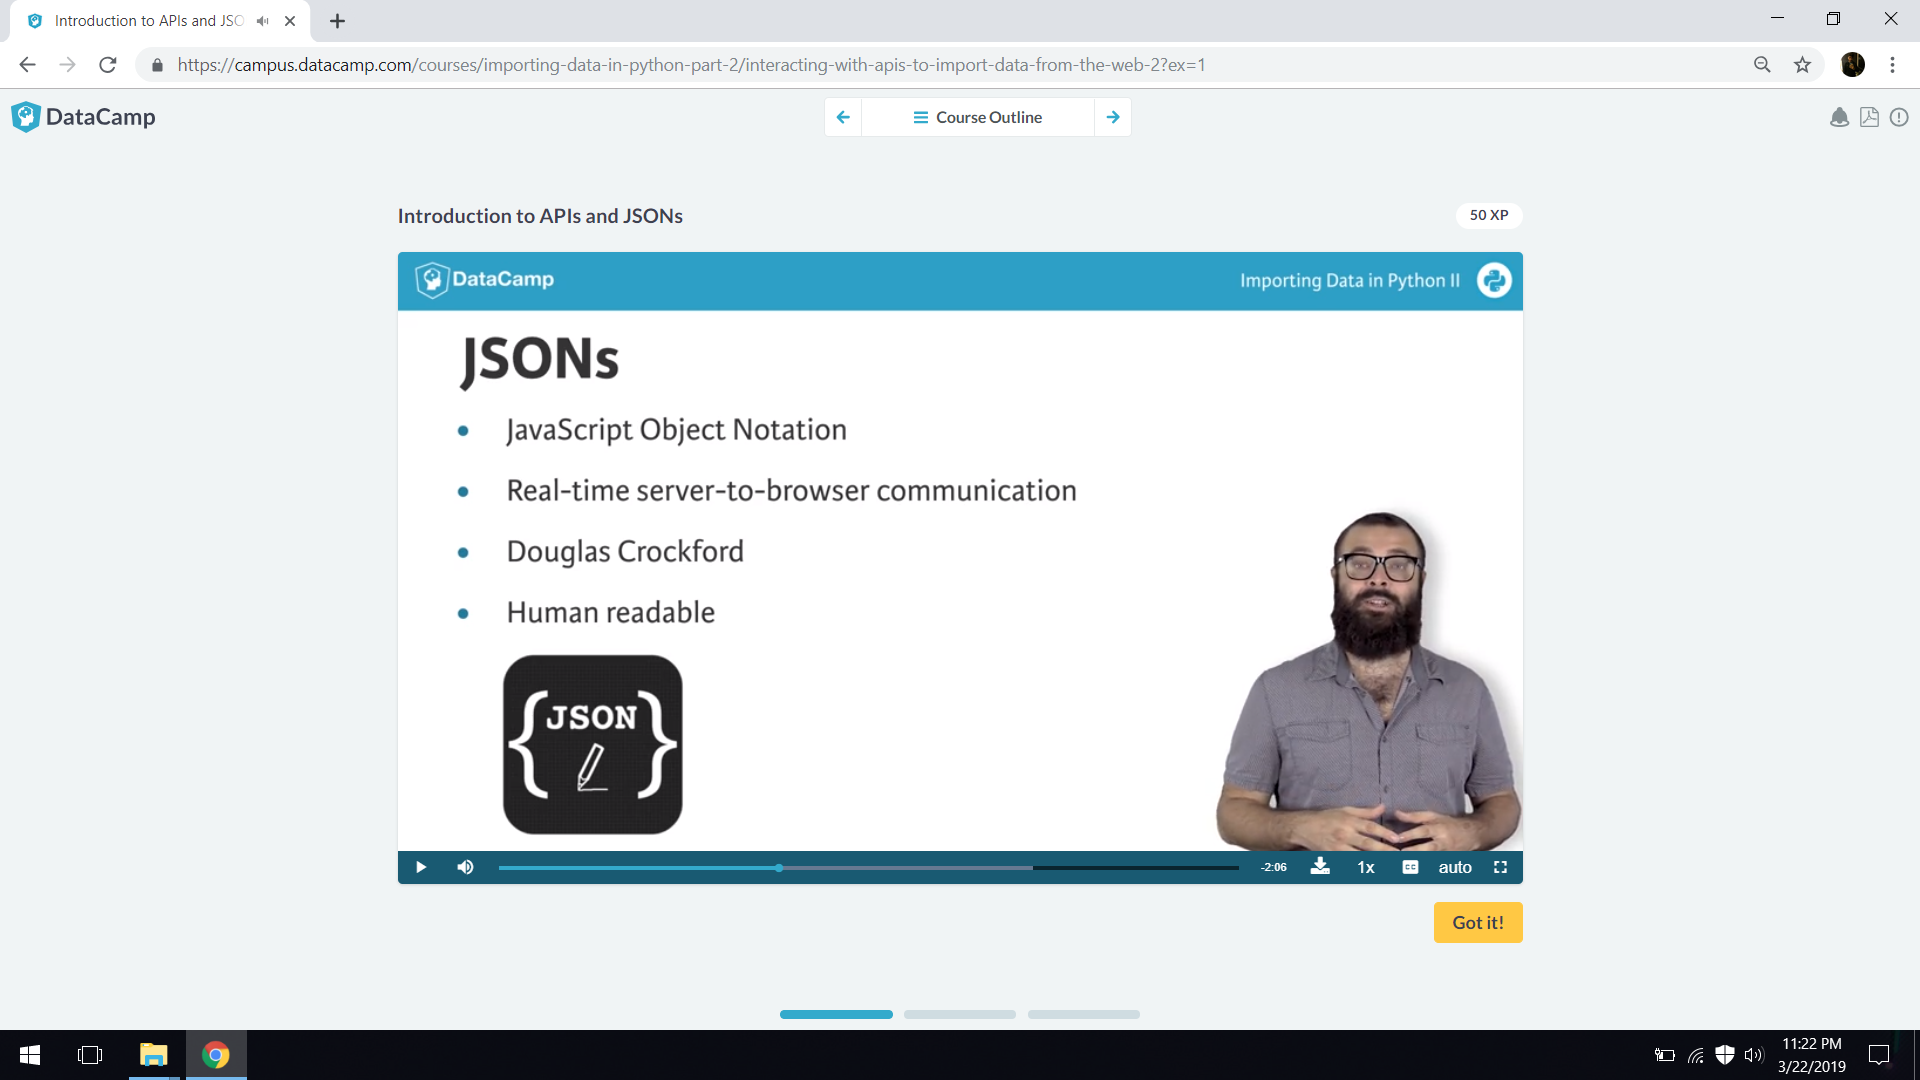 Introduction to APIs and JSO
https://campus.datacamp.com/courses/importing-data-in-python-part-2/interacting-with-apis-to-import-data-from-the-web-2?ex=1
DataCamp
Course Outline
Introduction to APIs and JSONs
50 XP
DataCamp
Importing Data in Python II
JSONs
JavaScript Object Notation
Real-time server-to-browser communication
Douglas Crockford
Human readable
JSON
-2:06
1x
CC
auto
Got it!
11:22 PM
3/22/2019